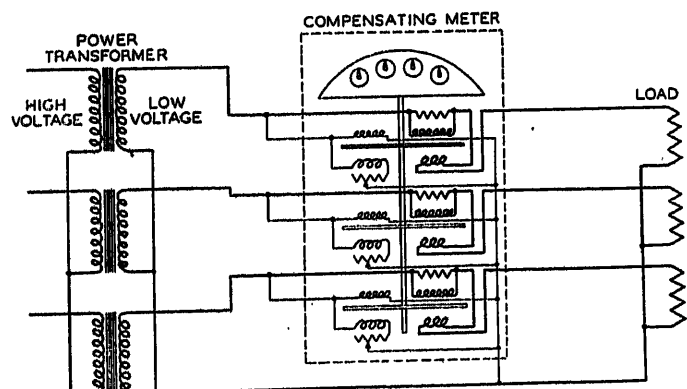 COMPENSATING METER
POWER
TRANSFORMER
HIGH
VOLTAGE
LOW
VOLTAGE
LOAD